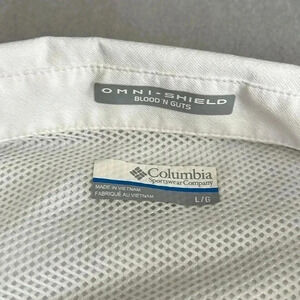 OMNI-SHIELD
BLOOD 'N GUTS
Columbia
Sportswear Company
MADE IN VIETNAM
FABRIQUÉ AU VIETNAM
L/G